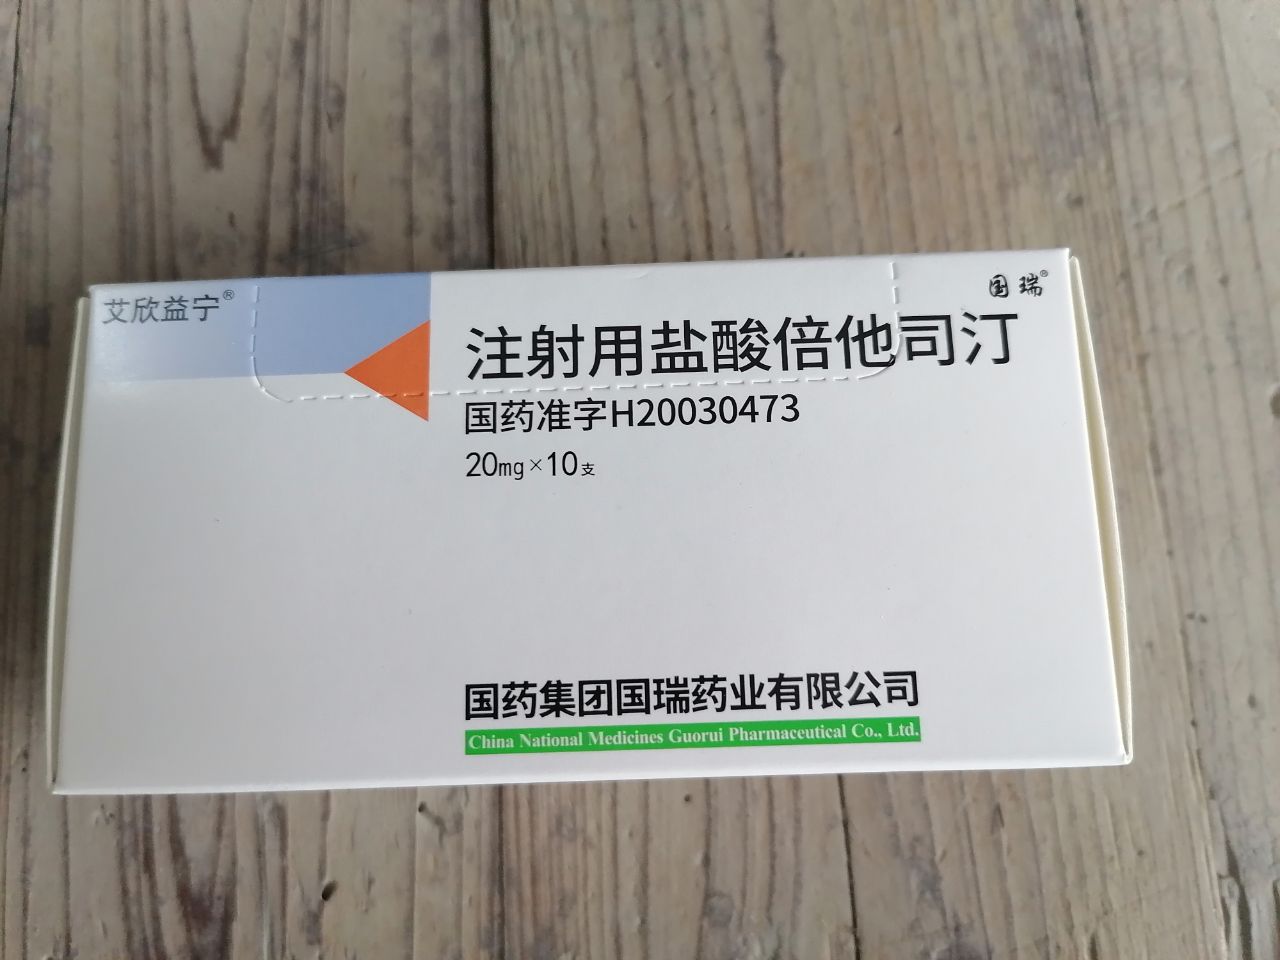 艾欣益宁®
国瑞®
注射用盐酸倍他司汀
国药准字H20030473
20mg×10支
国药集团国瑞药业有限公司
China National Medicines Guorui Pharmaceutical Co., Ltd.